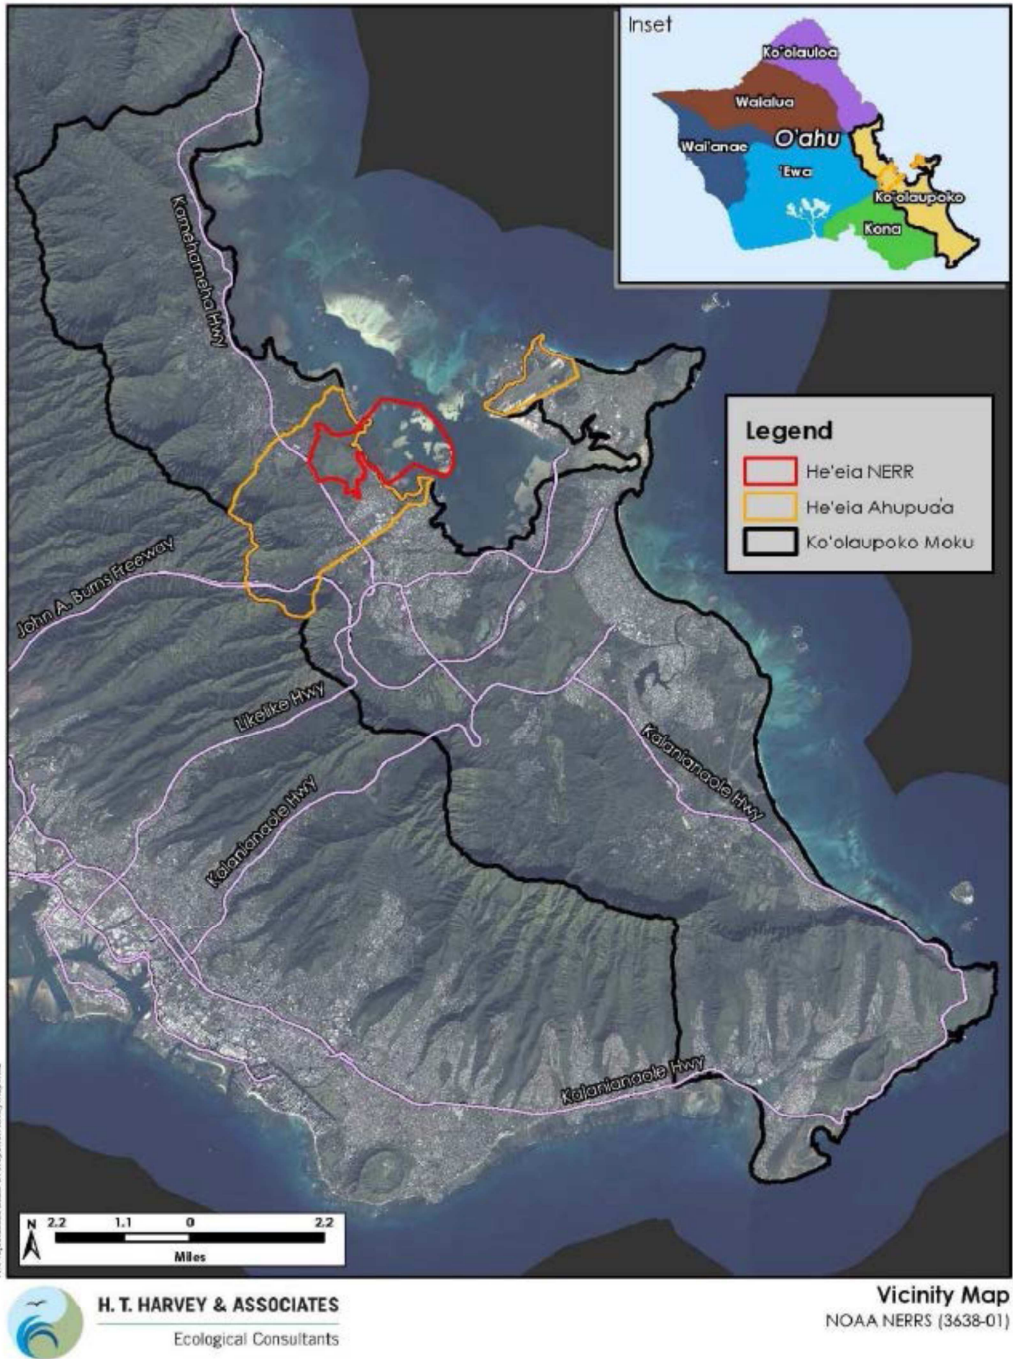 Inset
Ko'olauloa
Waialua
O'ahu
Wai'anae
'Ewa
Ko'olaupoko
Kona
Kamehameha Hwy
Legend
He'eia NERR
He'eia Ahupua'a
Ko'olaupoko Moku
John A. Burns Freeway
Likelike Hwy
Kalanianaole Hwy
Kalanianaole Hwy
Kalanianaole Hwy
N 2.2 1.1 0 2.2
Miles
H. T. HARVEY & ASSOCIATES
Ecological Consultants
Vicinity Map
NOAA NERRS (3638-01)